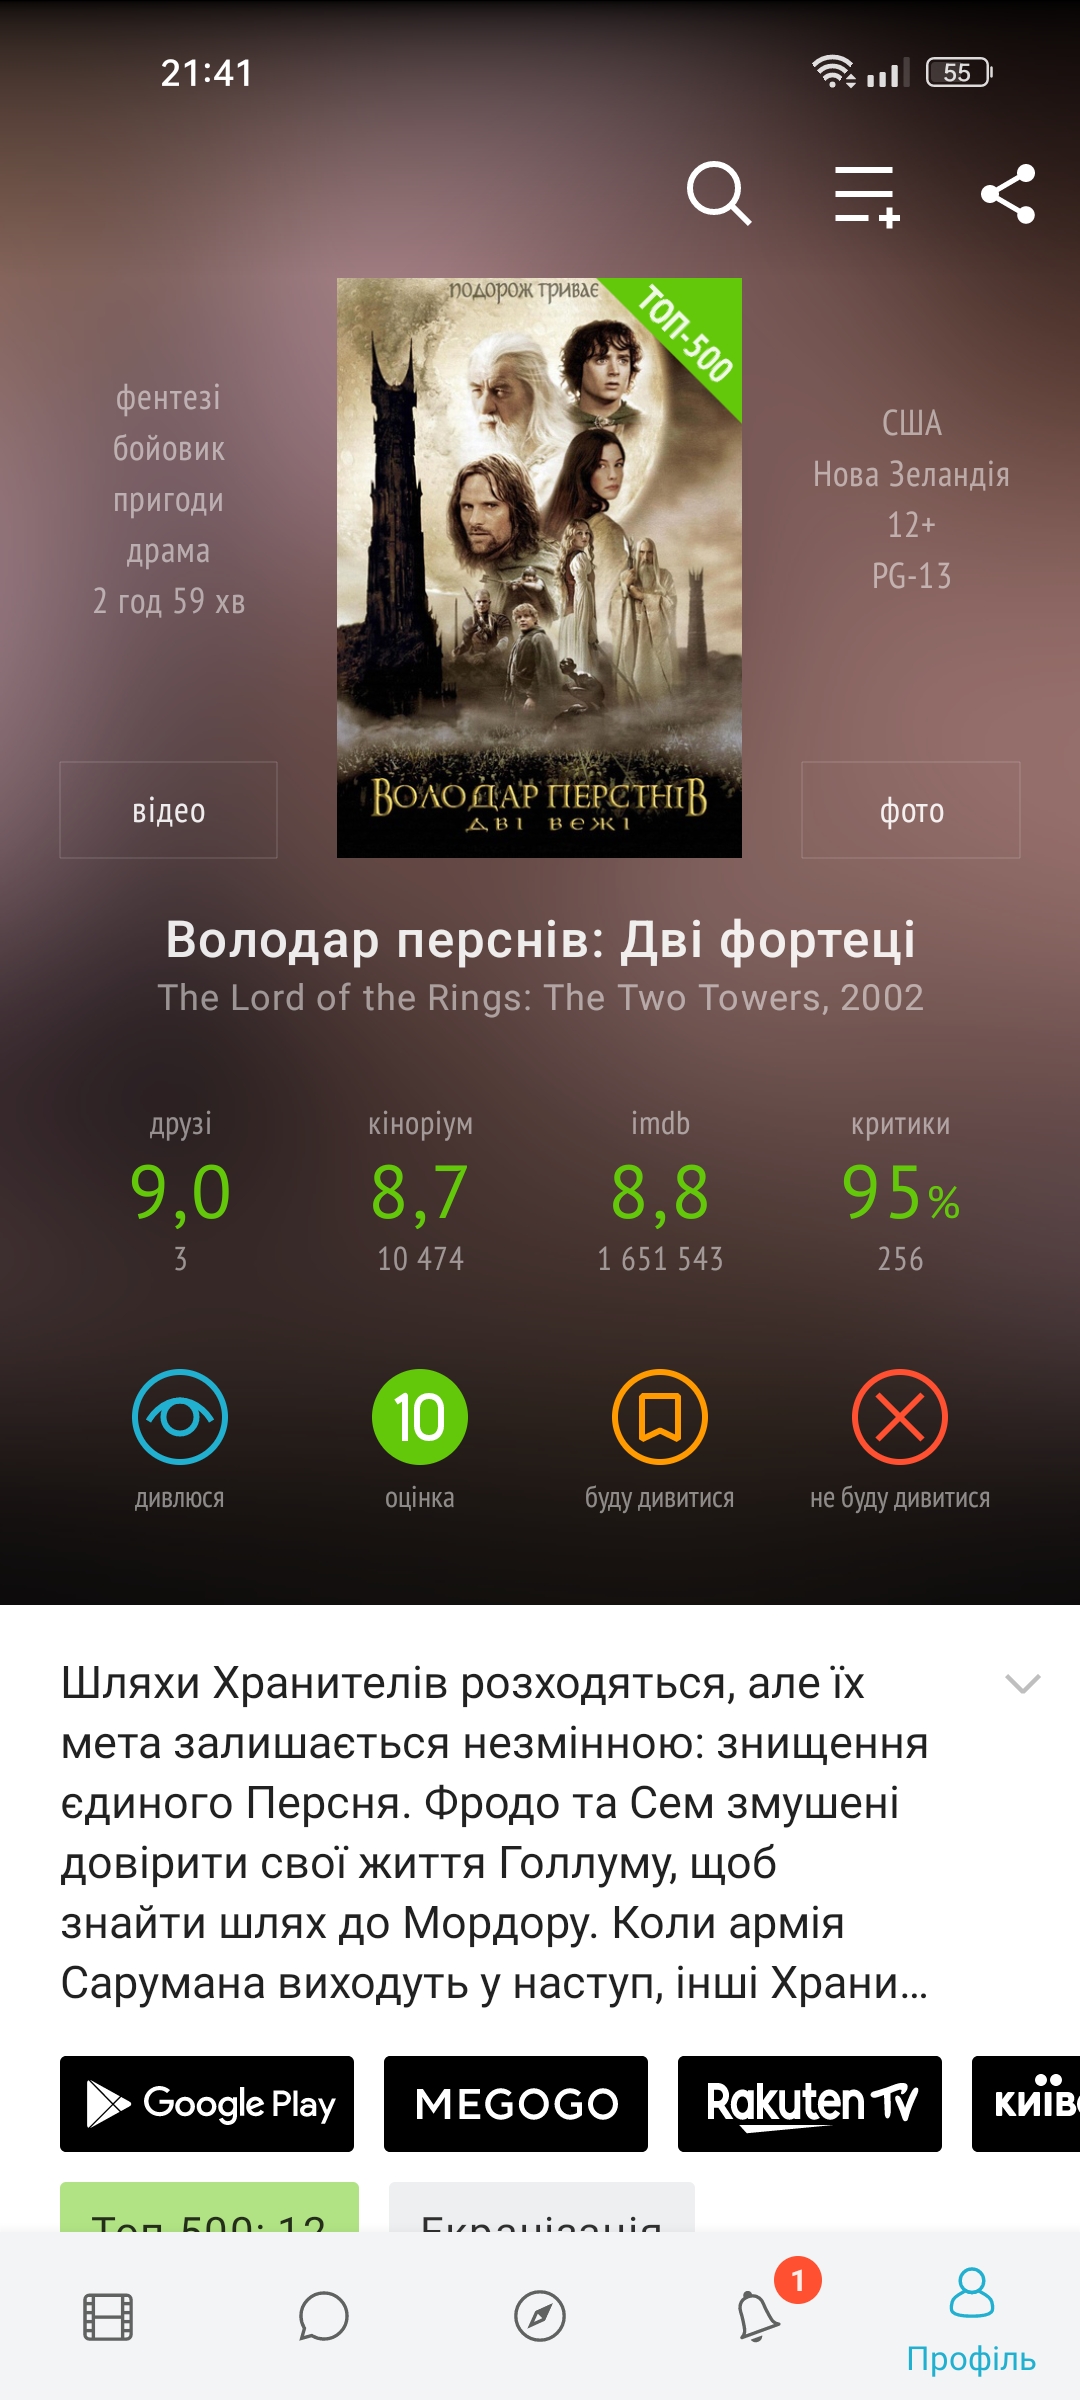 21:41
55
подорож триває
ТОП-500
фентезі
бойовик
пригоди
драма
2 год 59 хв
США
Нова Зеландія
12+
PG-13
ВОЛОДАР ПЕРСТНІВ
ДВІ ВЕЖІ
відео
фото
Володар перснів: Дві фортеці
The Lord of the Rings: The Two Towers, 2002
друзі кіноріум imdb критики
9,0 8,7 8,8 95%
3 10 474 1 651 543 256
10
дивлюся оцінка буду дивитися не буду дивитися
Шляхи Хранителів розходяться, але їх
мета залишається незмінною: знищення
єдиного Персня. Фродо та Сем змушені
довірити свої життя Голлуму, щоб
знайти шлях до Мордору. Коли армія
Сарумана виходуть у наступ, інші Храни...
Google Play MEGOGO Rakuten TV
Топ 500: 12 Екранізація
1
Профіль